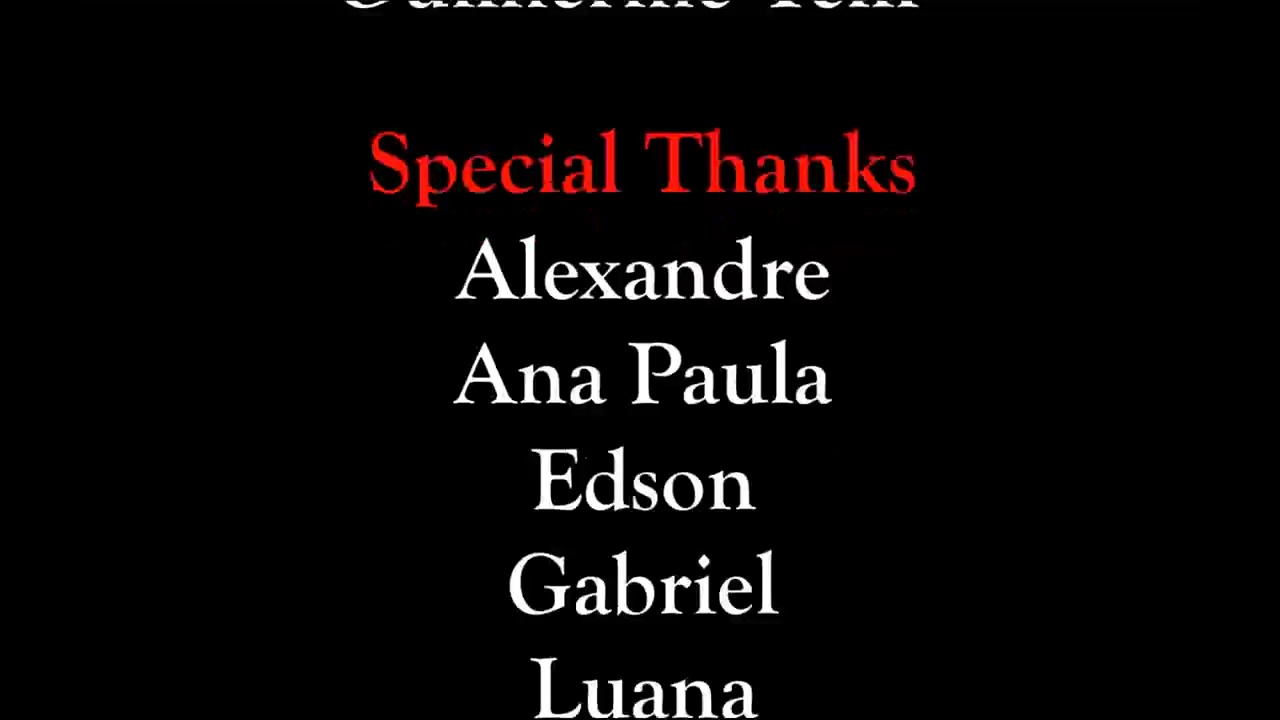 Special Thanks
Alexandre
Ana Paula
Edson
Gabriel
Luana